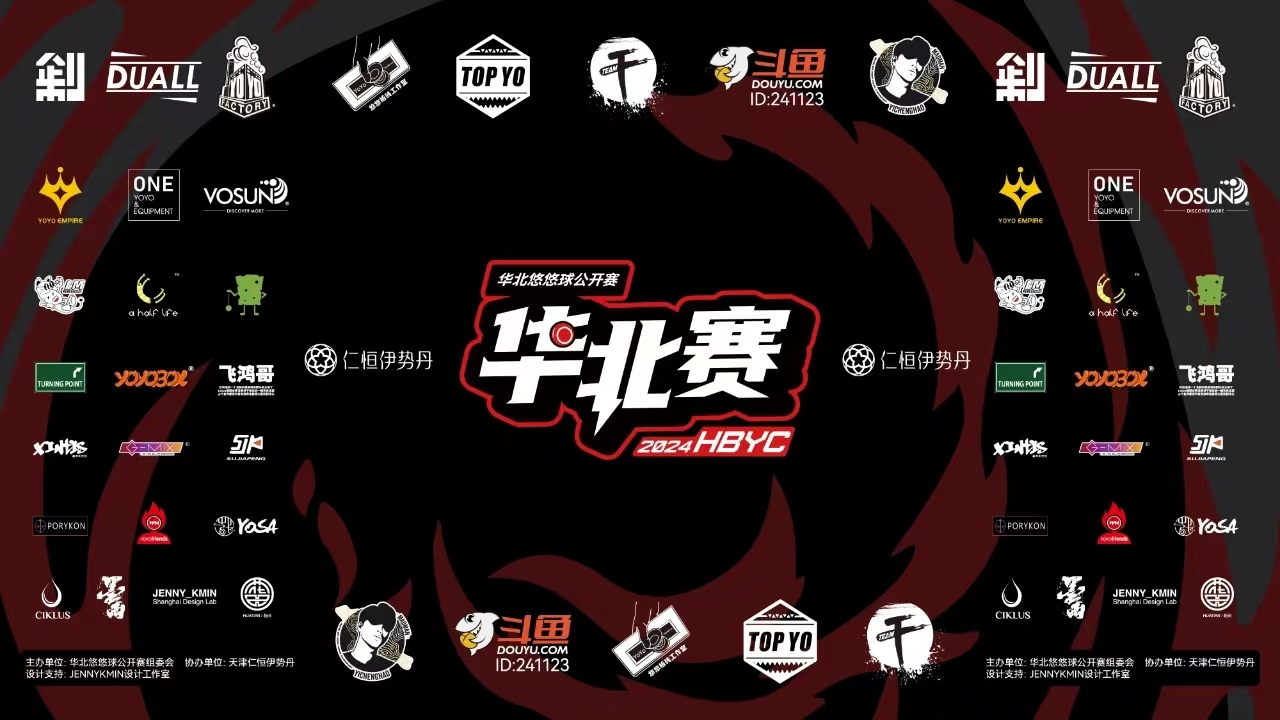 DUALL
FACTORY
TOP YO
TEAM 干
斗鱼
DOUYU.COM
ID:241123
YICHENGHAO
DUALL
FACTORY
YOYO EMPIRE
ONE
YOYO
&
EQUIPMENT
VOSUN
DISCOVER MORE
YOYO EMPIRE
ONE
YOYO
&
EQUIPMENT
VOSUN
DISCOVER MORE
a half life
a half life
华北悠悠球公开赛
华北赛
2024 HBYC
仁恒伊势丹
仁恒伊势丹
TURNING POINT
YOYOBOX
飞鸿哥
TURNING POINT
YOYOBOX
飞鸿哥
G-MIX
SUJIAPENG
G-MIX
SUJIAPENG
PORYKON
yoyofriends
YOSA
PORYKON
yoyofriends
YOSA
CIKLUS
JENNY_KMIN
Shanghai Design Lab
CIKLUS
JENNY_KMIN
Shanghai Design Lab
YICHENGHAO
斗鱼
DOUYU.COM
ID:241123
TOP YO
TEAM 干
主办单位: 华北悠悠球公开赛组委会 协办单位: 天津仁恒伊势丹
设计支持: JENNYKMIN设计工作室
主办单位: 华北悠悠球公开赛组委会 协办单位: 天津仁恒伊势丹
设计支持: JENNYKMIN设计工作室